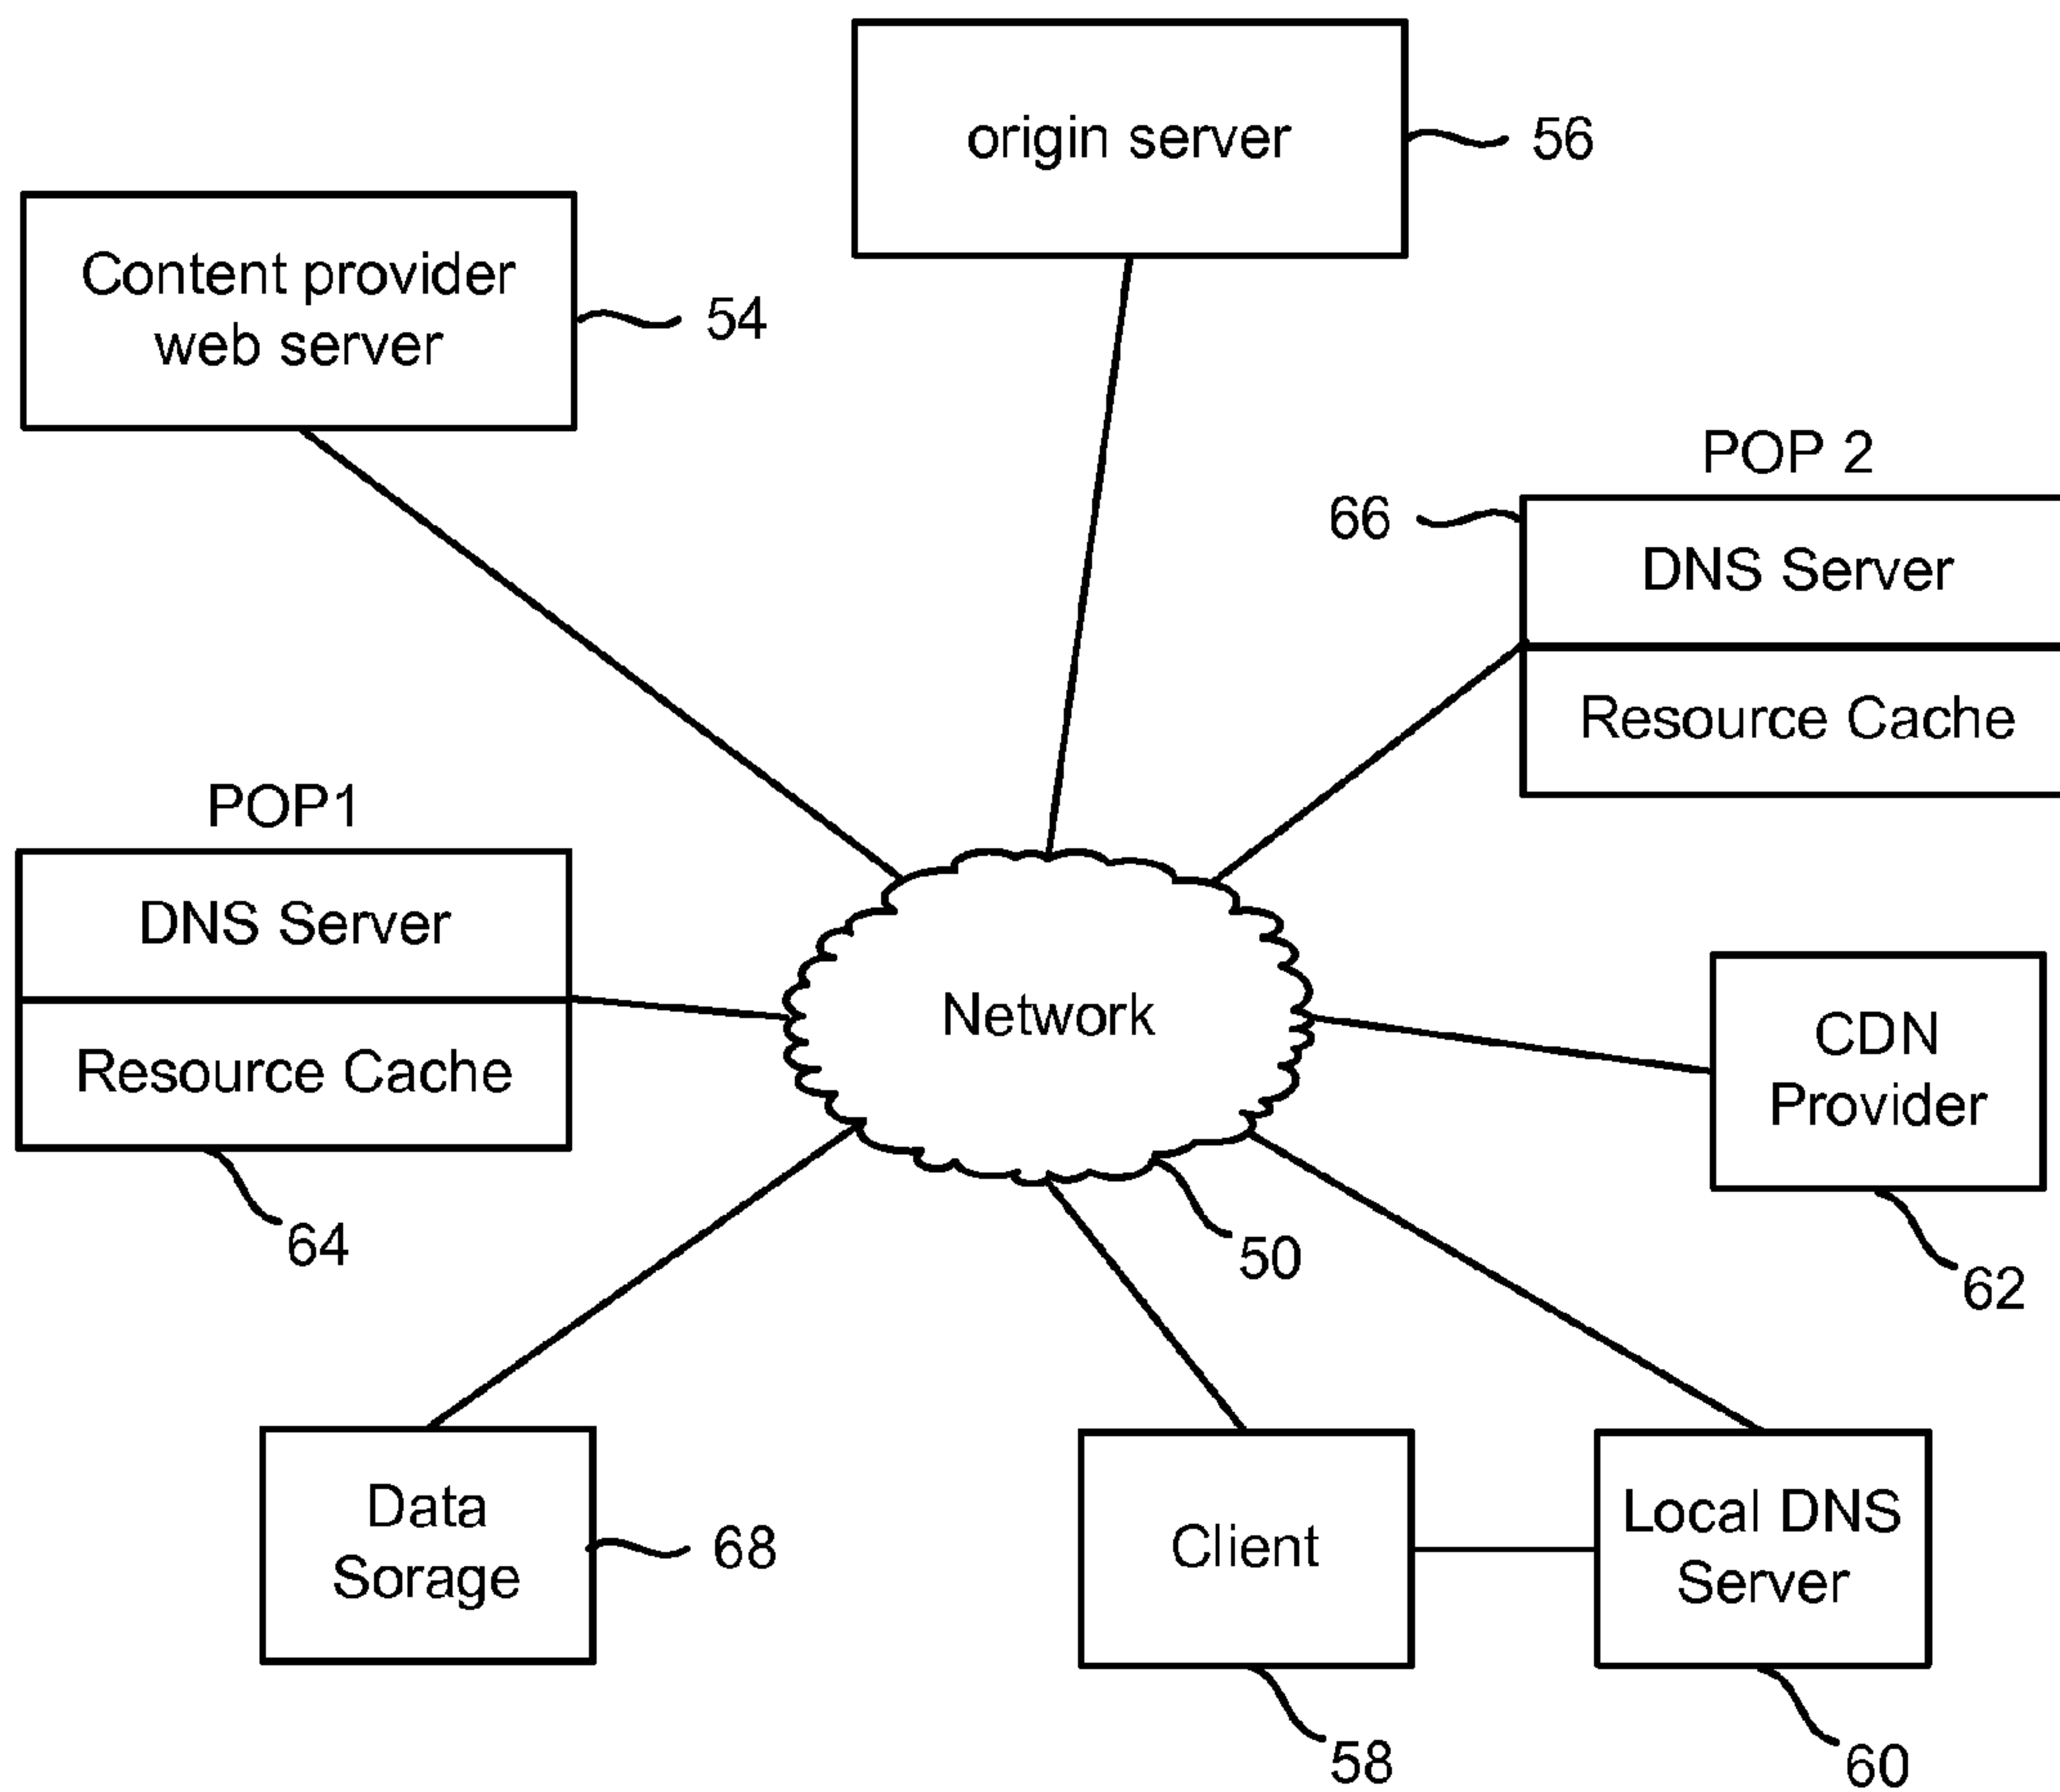 origin server
56
Content provider
web server
54
POP 2
66
DNS Server
Resource Cache
POP1
DNS Server
Resource Cache
64
Network
50
CDN
Provider
62
Data
Sorage
68
Client
58
Local DNS
Server
60